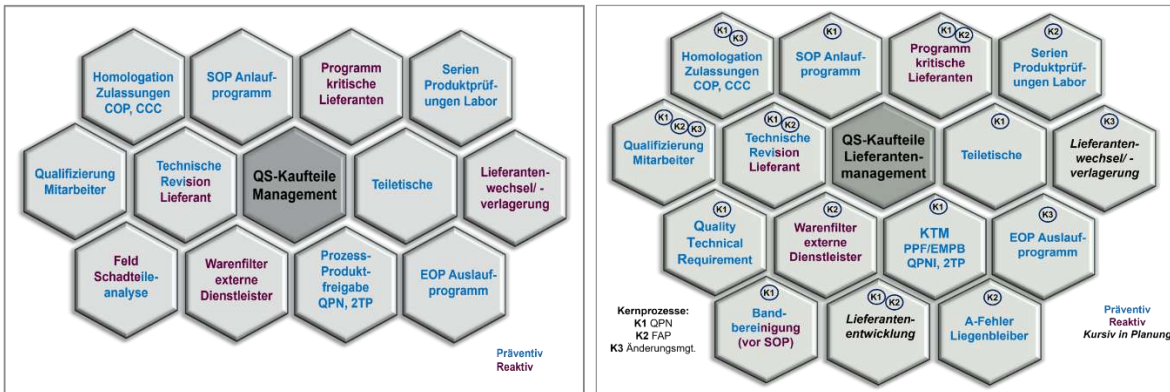 Homologation
Zulassungen
COP, CCC
SOP Anlauf-
programm
Programm
kritische
Lieferanten
Serien
Produktprüf-
ungen Labor
Qualifizierung
Mitarbeiter
Technische
Revision
Lieferant
QS-Kaufteile
Management
Teiletische
Lieferanten-
wechsel/ -
verlagerung
Feld
Schadteile-
analyse
Warenfilter
externe
Dienstleister
Prozess-
Produkt-
freigabe
QPN, 2TP
EOP Auslauf-
programm
Präventiv
Reaktiv
K1
K3
Homologation
Zulassungen
COP, CCC
K1
SOP Anlauf-
programm
K1
K2
Programm
kritische
Lieferanten
K2
Serien
Produktprüf-
ungen Labor
K1
K2
K3
Qualifizierung
Mitarbeiter
K1
K2
Technische
Revision
Lieferant
QS-Kaufteile
Lieferanten-
management
K1
Teiletische
K3
Lieferanten-
wechsel/ -
verlagerung
K1
Quality
Technical
Requirement
K2
Warenfilter
externe
Dienstleister
K1
KTM
PPF/EMPB
QPNI, 2TP
K3
EOP Auslauf-
programm
Kernprozesse:
K1 QPN
K2 FAP
K3 Änderungsmgt.
K1
Band-
bereinigung
(vor SOP)
K1
K2
Lieferanten-
entwicklung
K2
A-Fehler
Liegenbleiber
Präventiv
Reaktiv
Kursiv in Planung